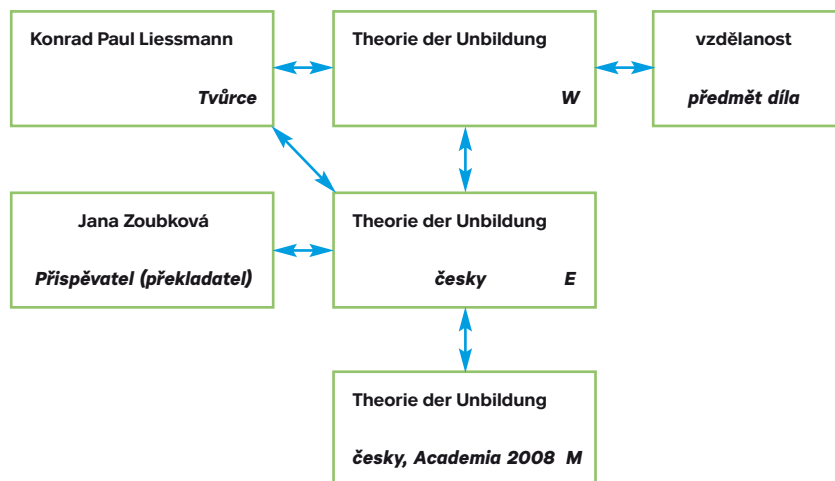 Konrad Paul Liessmann
Tvůrce
Theorie der Unbildung
W
vzdělanost
předmět díla
Jana Zoubková
Přispěvatel (překladatel)
Theorie der Unbildung
česky E
Theorie der Unbildung
česky, Academia 2008 M